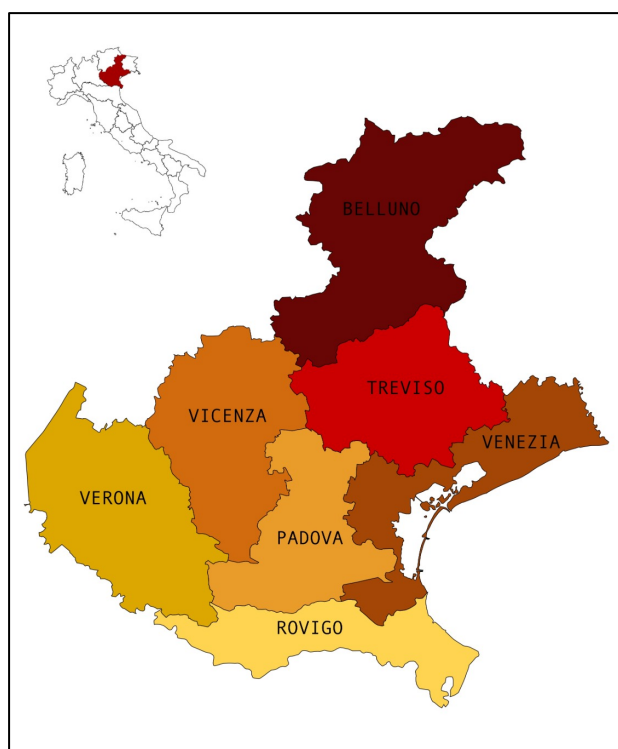 BELLUNO
TREVISO
VICENZA
VENEZIA
VERONA
PADOVA
ROVIGO